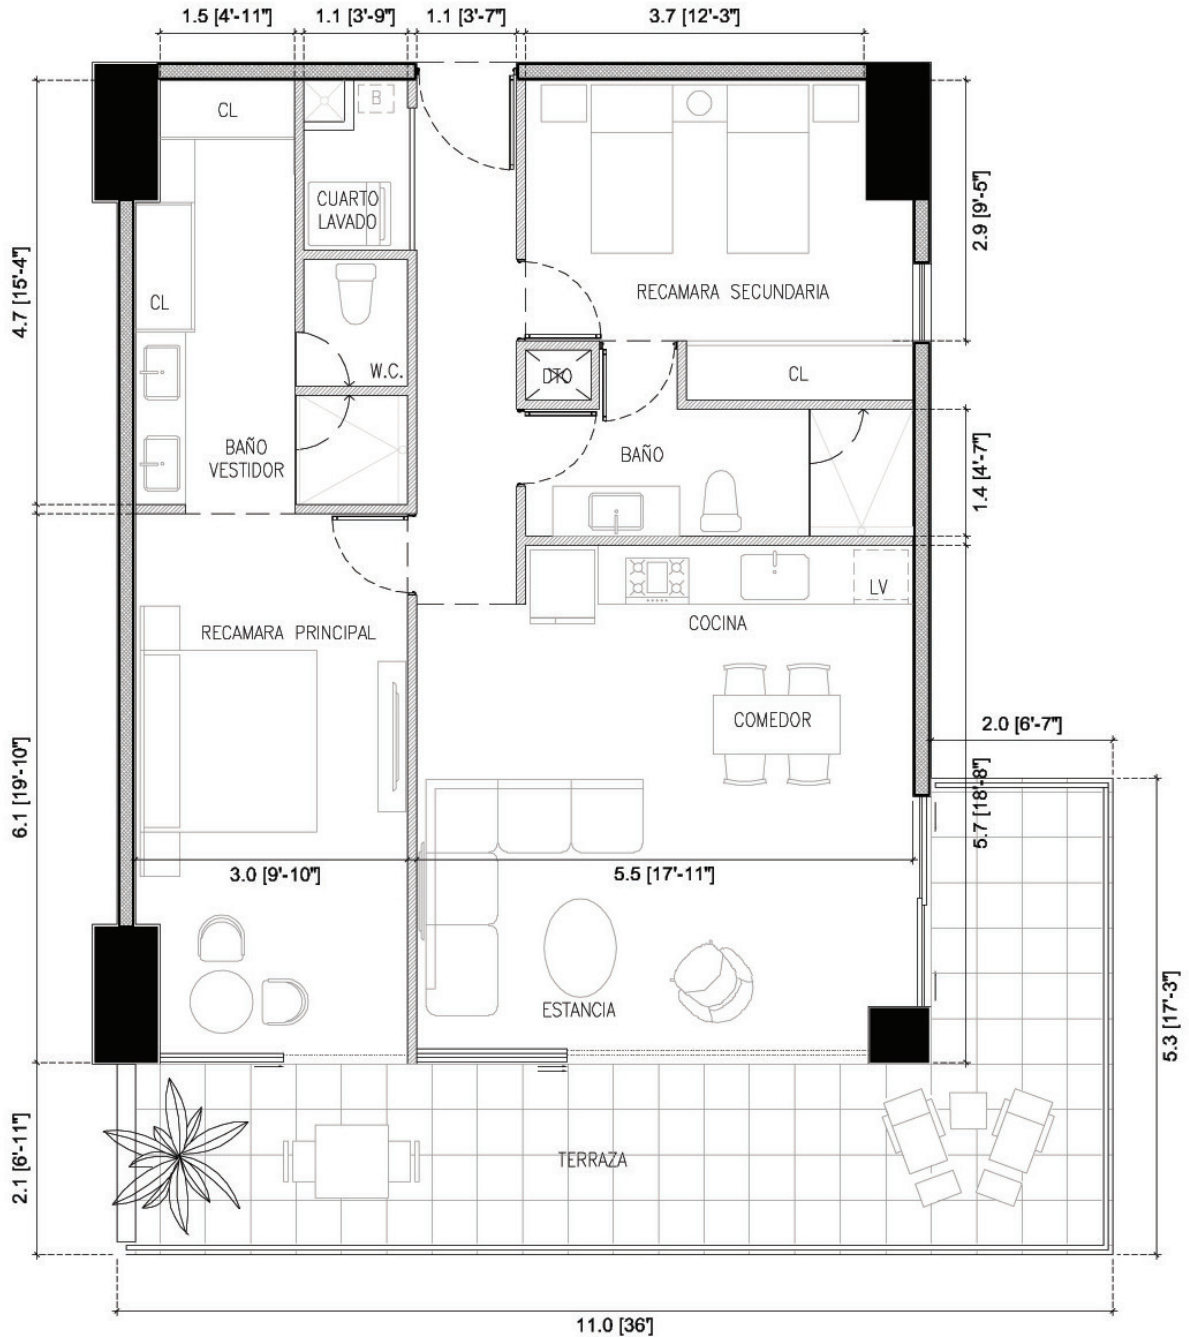 1.5 [4'-11"]
1.1 [3'-9"]
1.1 [3'-7"]
3.7 [12'-3"]
CL
B
CUARTO
LAVADO
2.9 [9'-5"]
4.7 [15'-4"]
CL
RECAMARA SECUNDARIA
W.C.
DTO
CL
BAÑO
VESTIDOR
BAÑO
1.4 [4'-7"]
LV
COCINA
RECAMARA PRINCIPAL
COMEDOR
2.0 [6'-7"]
6.1 [19'-10"]
5.7 [18'-8"]
3.0 [9'-10"]
5.5 [17'-11"]
ESTANCIA
5.3 [17'-3"]
2.1 [6'-11"]
TERRAZA
11.0 [36']